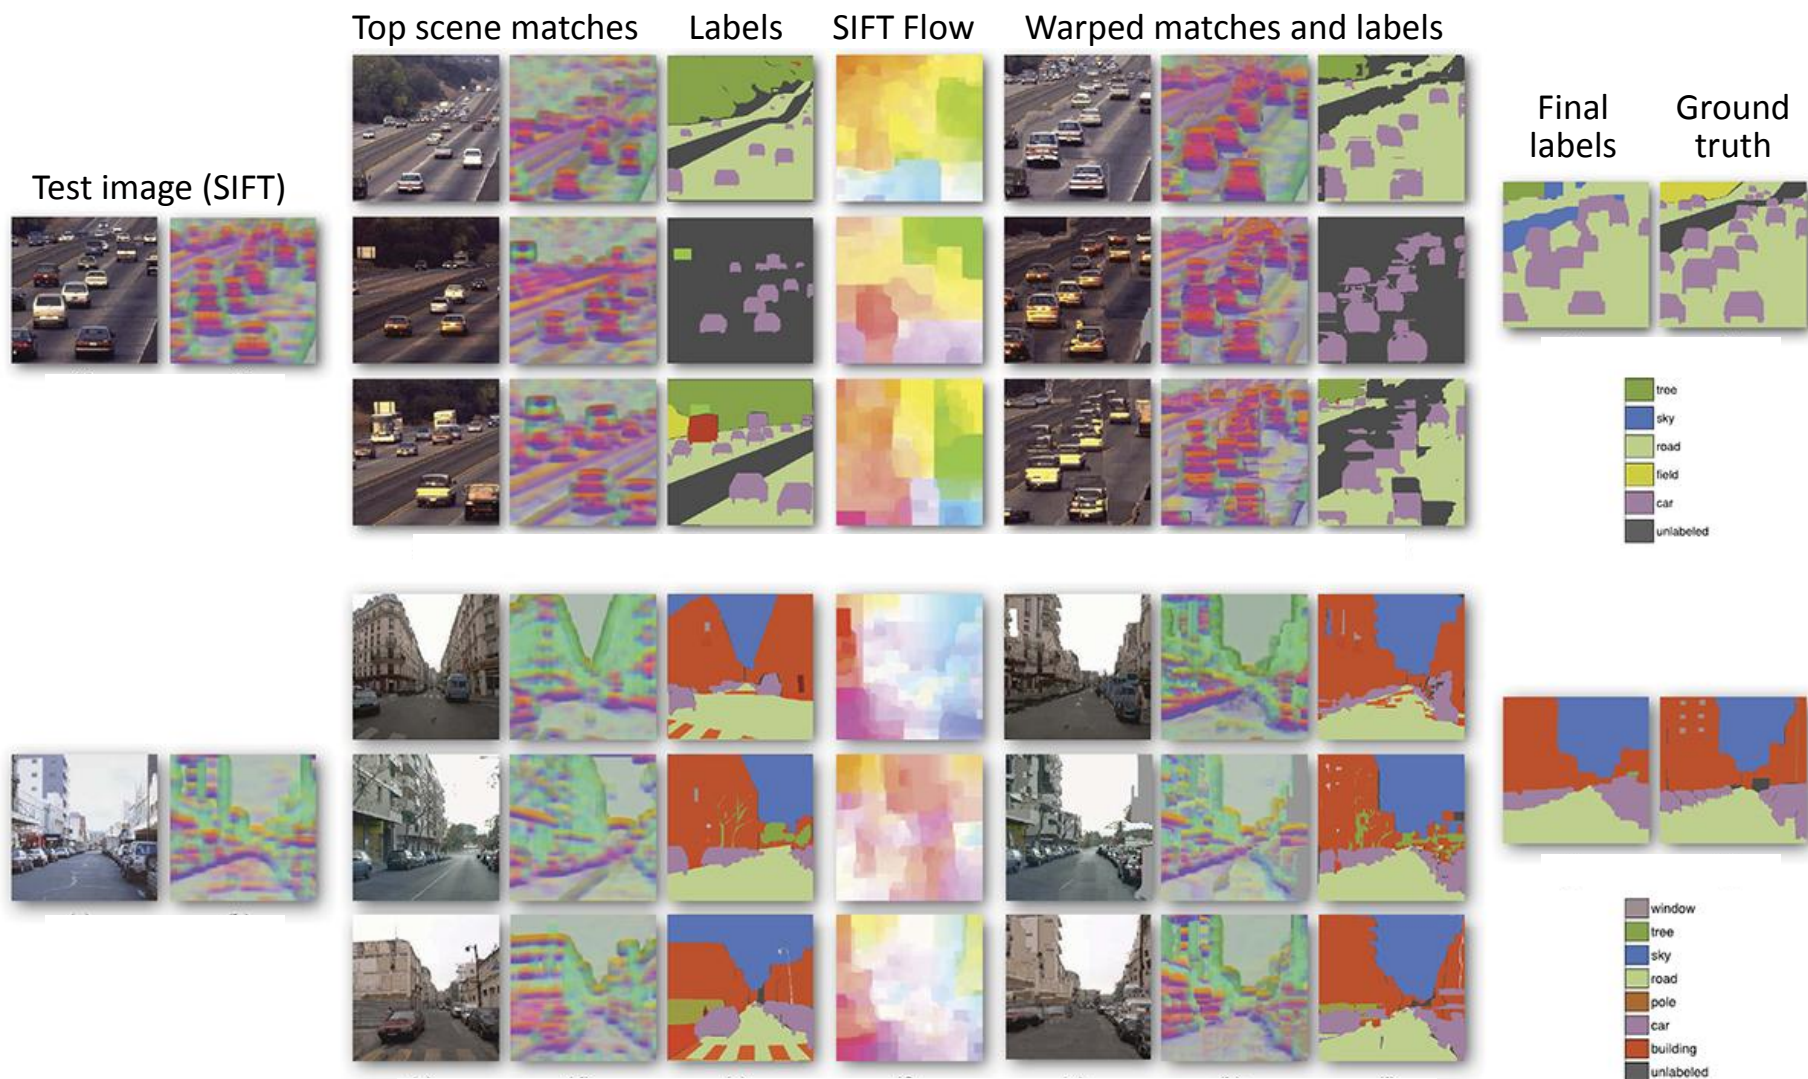 Top scene matches
Labels
SIFT Flow
Warped matches and labels
Final
labels
Ground
truth
Test image (SIFT)
tree
sky
road
field
car
unlabeled
window
tree
sky
road
pole
car
building
unlabeled